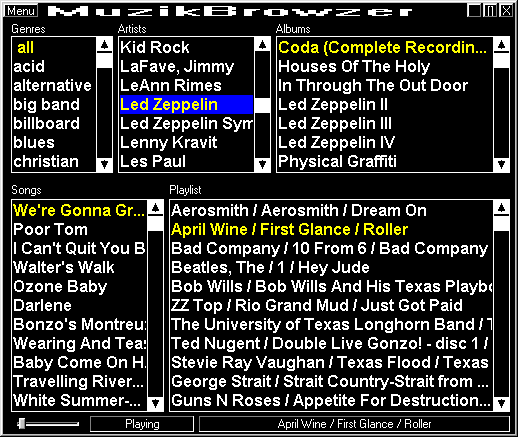 Menu MuzikBrowzer
Genres
all
acid
alternative
big band
billboard
blues
christian
Artists
Kid Rock
LaFave, Jimmy
LeAnn Rimes
Led Zeppelin
Led Zeppelin Sym
Lenny Kravit
Les Paul
Albums
Coda (Complete Recordin...
Houses Of The Holy
In Through The Out Door
Led Zeppelin II
Led Zeppelin III
Led Zeppelin IV
Physical Graffiti
Songs
We're Gonna Gr...
Poor Tom
I Can't Quit You B
Walter's Walk
Ozone Baby
Darlene
Bonzo's Montreu
Wearing And Tea
Baby Come On H.
Travelling River...
White Summer-...
Playlist
Aerosmith / Aerosmith / Dream On
April Wine / First Glance / Roller
Bad Company / 10 From 6 / Bad Company
Beatles, The / 1 / Hey Jude
Bob Wills / Bob Wills And His Texas Playbo
ZZ Top / Rio Grand Mud / Just Got Paid
The University of Texas Longhorn Band / T
Ted Nugent / Double Live Gonzo! - disc 1 /
Stevie Ray Vaughan / Texas Flood / Texas
George Strait / Strait Country-Strait from ...
Guns N Roses / Appetite For Destruction...
Playing
April Wine / First Glance / Roller